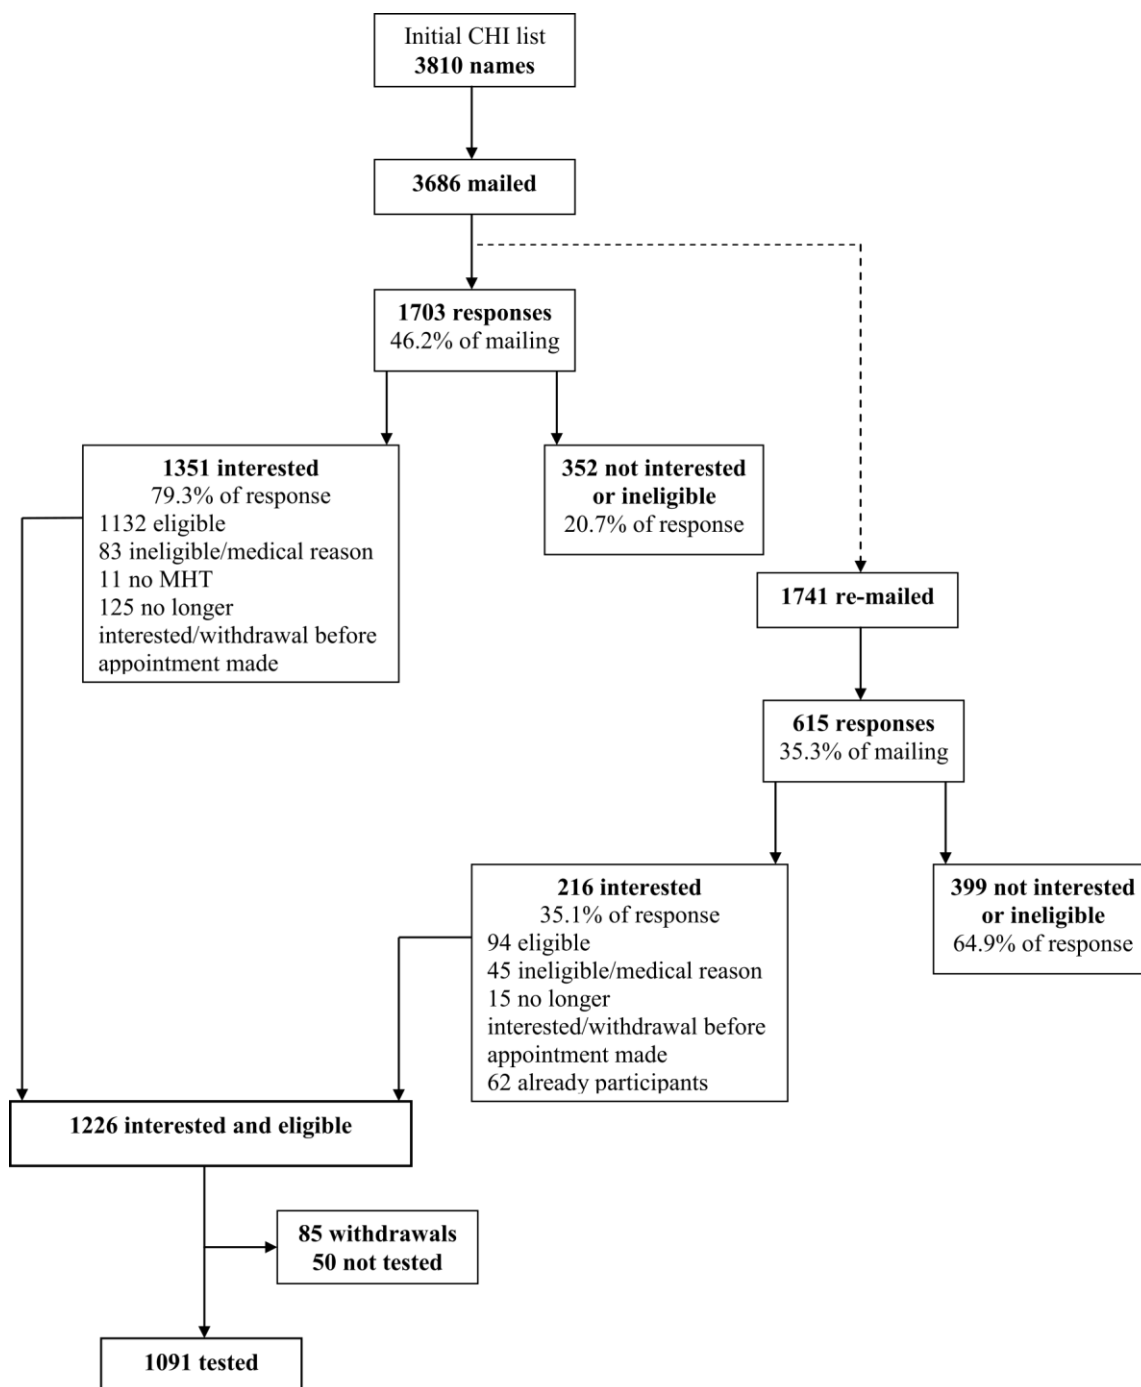 Initial CHI list
3810 names
3686 mailed
1703 responses
46.2% of mailing
1351 interested
79.3% of response
1132 eligible
83 ineligible/medical reason
11 no MHT
125 no longer
interested/withdrawal before
appointment made
352 not interested
or ineligible
20.7% of response
1741 re-mailed
615 responses
35.3% of mailing
216 interested
35.1% of response
94 eligible
45 ineligible/medical reason
15 no longer
interested/withdrawal before
appointment made
62 already participants
399 not interested
or ineligible
64.9% of response
1226 interested and eligible
85 withdrawals
50 not tested
1091 tested